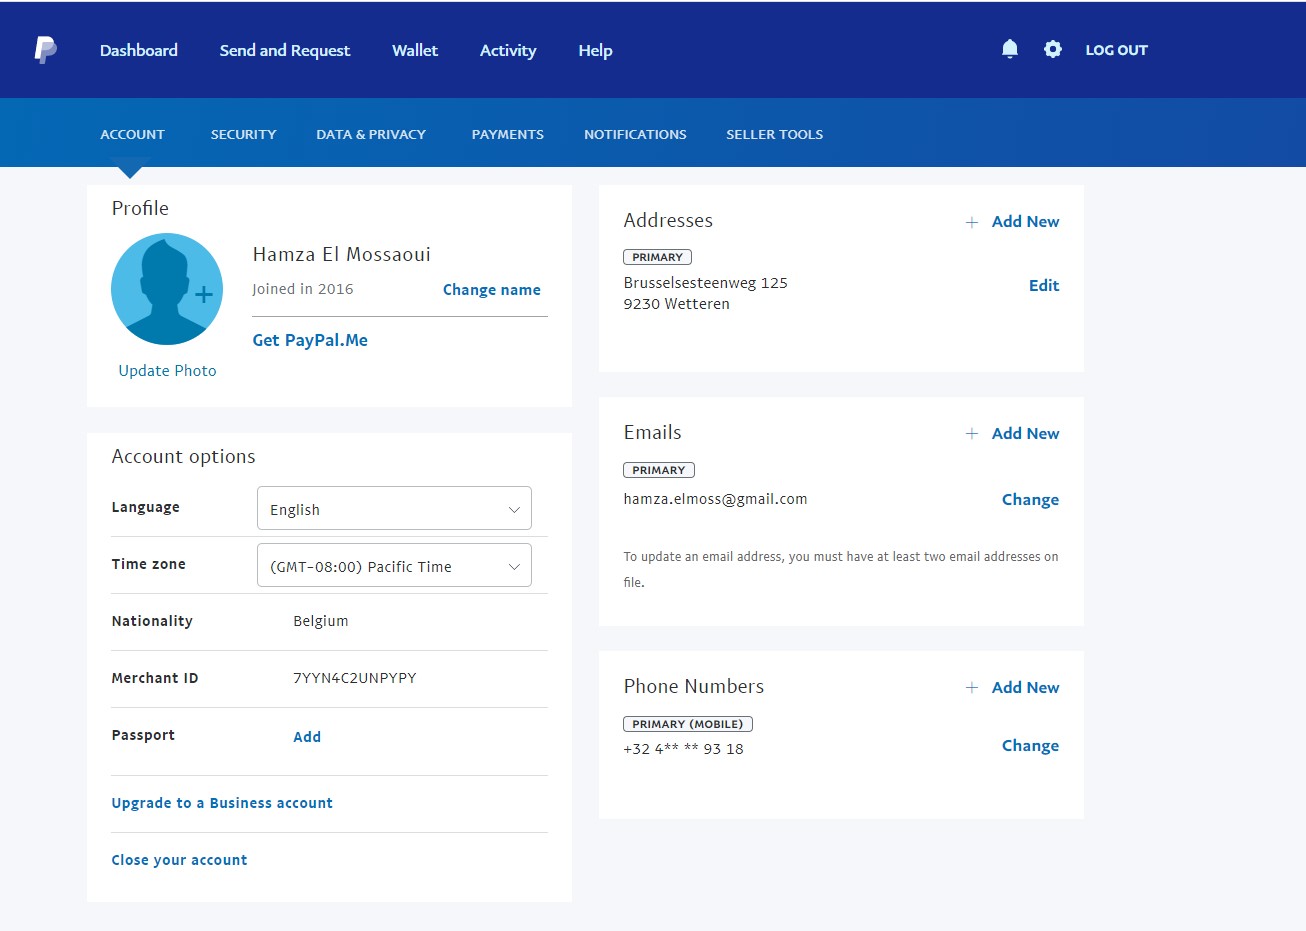 Dashboard Send and Request Wallet Activity Help LOG OUT
ACCOUNT SECURITY DATA & PRIVACY PAYMENTS NOTIFICATIONS SELLER TOOLS
Profile
Hamza El Mossaoui
Joined in 2016 Change name
Get PayPal.Me
Update Photo
Account options
Language English
Time zone (GMT-08:00) Pacific Time
Nationality Belgium
Merchant ID 7YYN4C2UNPYPY
Passport Add
Upgrade to a Business account
Close your account
Addresses + Add New
PRIMARY
Brusselsesteenweg 125
9230 Wetteren
Edit
Emails + Add New
PRIMARY
hamza.elmoss@gmail.com Change
To update an email address, you must have at least two email addresses on
file.
Phone Numbers + Add New
PRIMARY (MOBILE)
+32 4** ** 93 18 Change